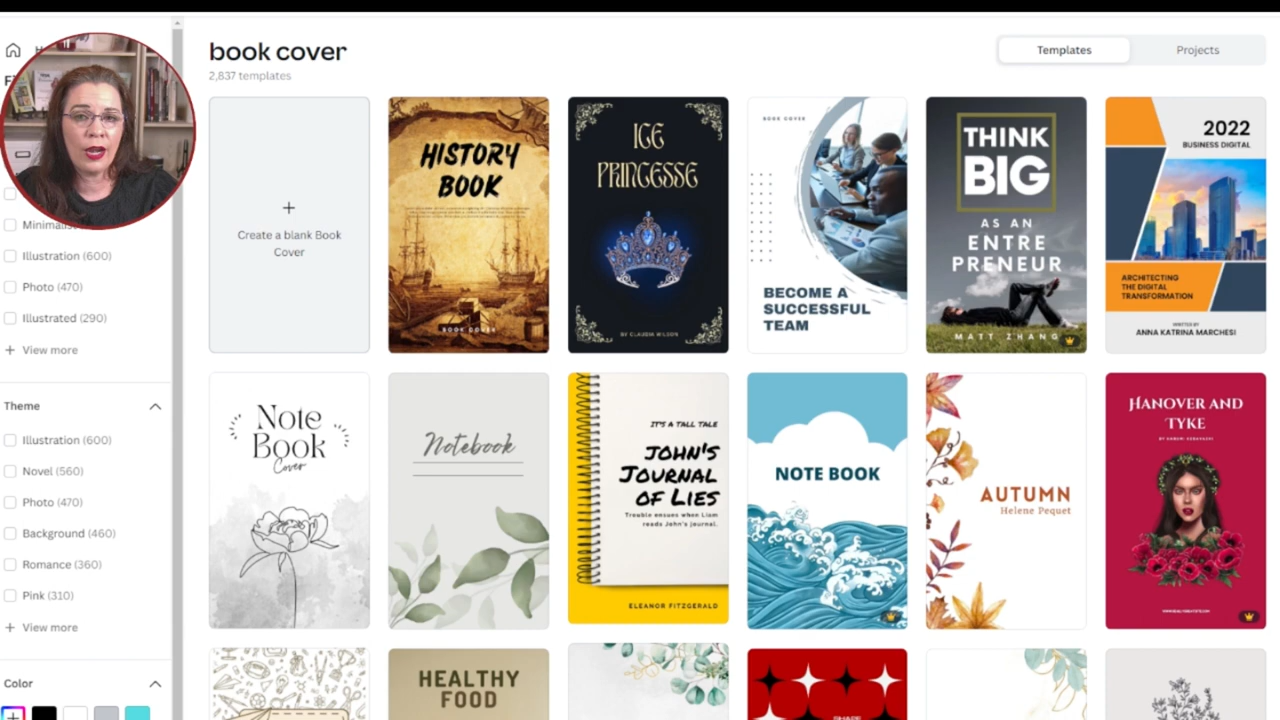 book cover
2,837 templates
Templates
Projects
H
Fi
Minimalis
Illustration (600)
Photo (470)
Illustrated (290)
View more
Theme
Illustration (600)
Novel (560)
Photo (470)
Background (460)
Romance (360)
Pink (310)
View more
Color
Create a blank Book
Cover
HISTORY
BOOK
BOOK COVER
ICE
PRINCESSE
BY CLAUDIA WILSON
BOOK COVER
BECOME A
SUCCESSFUL
TEAM
THINK
BIG
AS AN
ENTRE
PRENEUR
MATT ZHANG
2022
BUSINESS DIGITAL
ARCHITECTING
THE DIGITAL
TRANSFORMATION
WRITTEN BY
ANNA KATRINA MARCHESI
Note
Book
Cover
Notebook
IT'S A TALL TALE
JOHN'S
JOURNAL
OF LIES
Trouble ensues when Liam
reads John's journal.
ELEANOR FITZGERALD
NOTE BOOK
AUTUMN
Helene Pequet
HANOVER AND
TYKE
HEALTHY
FOOD